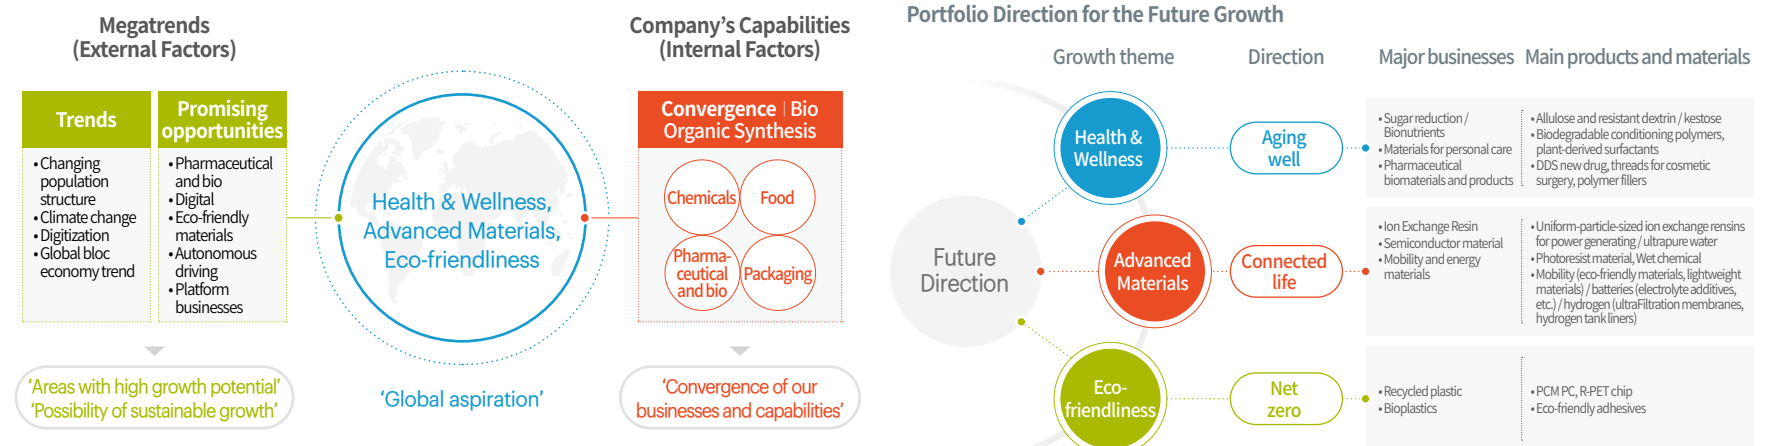 Megatrends
(External Factors)
Trends
• Changing
population
structure
• Climate change
• Digitization
• Global bloc
economy trend
Promising
opportunities
• Pharmaceutical
and bio
• Digital
• Eco-friendly
materials
• Autonomous
driving
• Platform
businesses
'Areas with high growth potential'
'Possibility of sustainable growth'
Health & Wellness,
Advanced Materials,
Eco-friendliness
'Global aspiration'
Company's Capabilities
(Internal Factors)
Convergence | Bio
Organic Synthesis
Chemicals
Food
Pharma-
ceutical
and bio
Packaging
'Convergence of our
businesses and capabilities'
Portfolio Direction for the Future Growth
Growth theme
Direction
Major businesses
Main products and materials
Future
Direction
Health &
Wellness
Aging
well
• Sugar reduction /
Bionutrients
• Materials for personal care
• Pharmaceutical
biomaterials and products
• Allulose and resistant dextrin / kestose
• Biodegradable conditioning polymers,
plant-derived surfactants
• DDS new drug, threads for cosmetic
surgery, polymer fillers
Advanced
Materials
Connected
life
• Ion Exchange Resin
• Semiconductor material
• Mobility and energy
materials
• Uniform-particle-sized ion exchange rensins
for power generating / ultrapure water
• Photoresist material, Wet chemical
• Mobility (eco-friendly materials, lightweight
materials) / batteries (electrolyte additives,
etc.) / hydrogen (ultraFiltration membranes,
hydrogen tank liners)
Eco-
friendliness
Net
zero
• Recycled plastic
• Bioplastics
• PCM PC, R-PET chip
• Eco-friendly adhesives